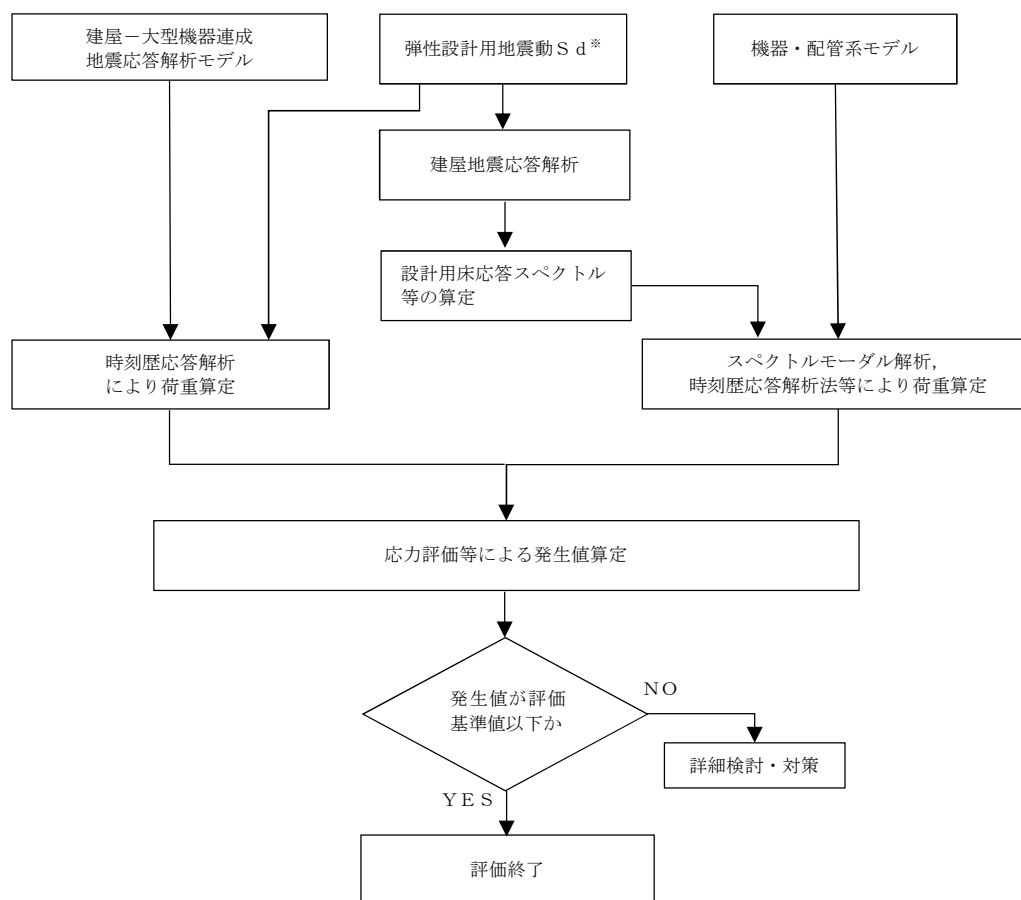 建屋－大型機器連成
地震応答解析モデル
弾性設計用地震動Ｓｄ※
機器・配管系モデル
建屋地震応答解析
設計用床応答スペクトル
等の算定
時刻歴応答解析
により荷重算定
スペクトルモーダル解析，
時刻歴応答解析法等により荷重算定
応力評価等による発生値算定
発生値が評価
基準値以下か
ＮＯ
詳細検討・対策
ＹＥＳ
評価終了